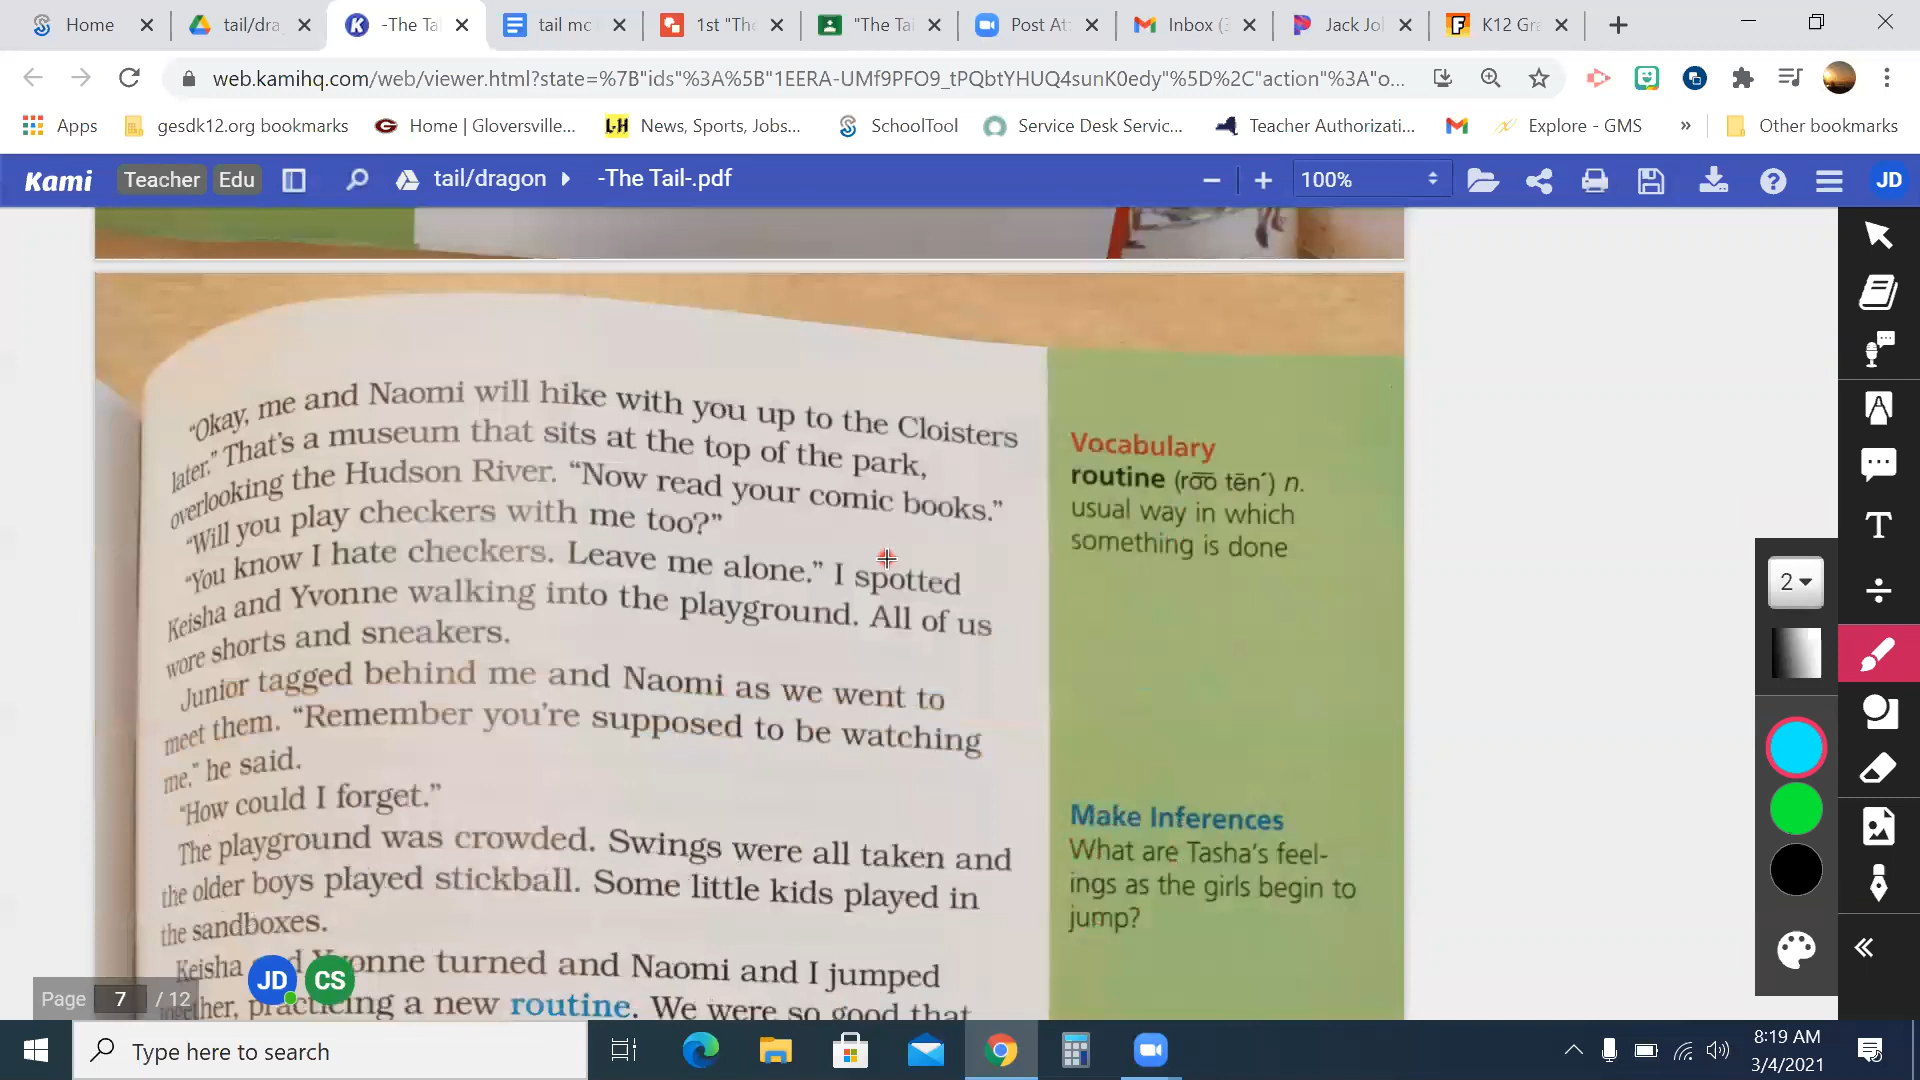 Home
tail/dra
-The Tai
tail mc
1st "The
"The Tai
Post At
Inbox (3
Jack Jol
K12 Gra
web.kamihq.com/web/viewer.html?state=%7B"ids"%3A%5B"1EERA-UMf9PFO9_tPQbtYHUQ4sunK0edy"%5D%2C"action"%3A"o...
Apps
gesdk12.org bookmarks
Home | Gloversville...
L-H
News, Sports, Jobs...
SchoolTool
Service Desk Servic...
Teacher Authorizati...
Explore - GMS
»
Other bookmarks
Kami
Teacher
Edu
tail/dragon
-The Tail-.pdf
100%
JD
"Okay, me and Naomi will hike with you up to the Cloisters
later." That's a museum that sits at the top of the park,
overlooking the Hudson River. "Now read your comic books."
"Will you play checkers with me too?"
"You know I hate checkers. Leave me alone." I spotted
Keisha and Yvonne walking into the playground. All of us
wore shorts and sneakers.
Junior tagged behind me and Naomi as we went to
meet them. "Remember you're supposed to be watching
me." he said.
"How could I forget."
The playground was crowded. Swings were all taken and
the older boys played stickball. Some little kids played in
the sandboxes.
Keisha and Yvonne turned and Naomi and I jumped
practicing a new routine. We were so good that
Vocabulary
routine (ro͞o tēn´) n.
usual way in which
something is done
Make Inferences
What are Tasha's feel-
ings as the girls begin to
jump?
2
T
JD
CS
Page 7 / 12
Type here to search
8:19 AM
3/4/2021